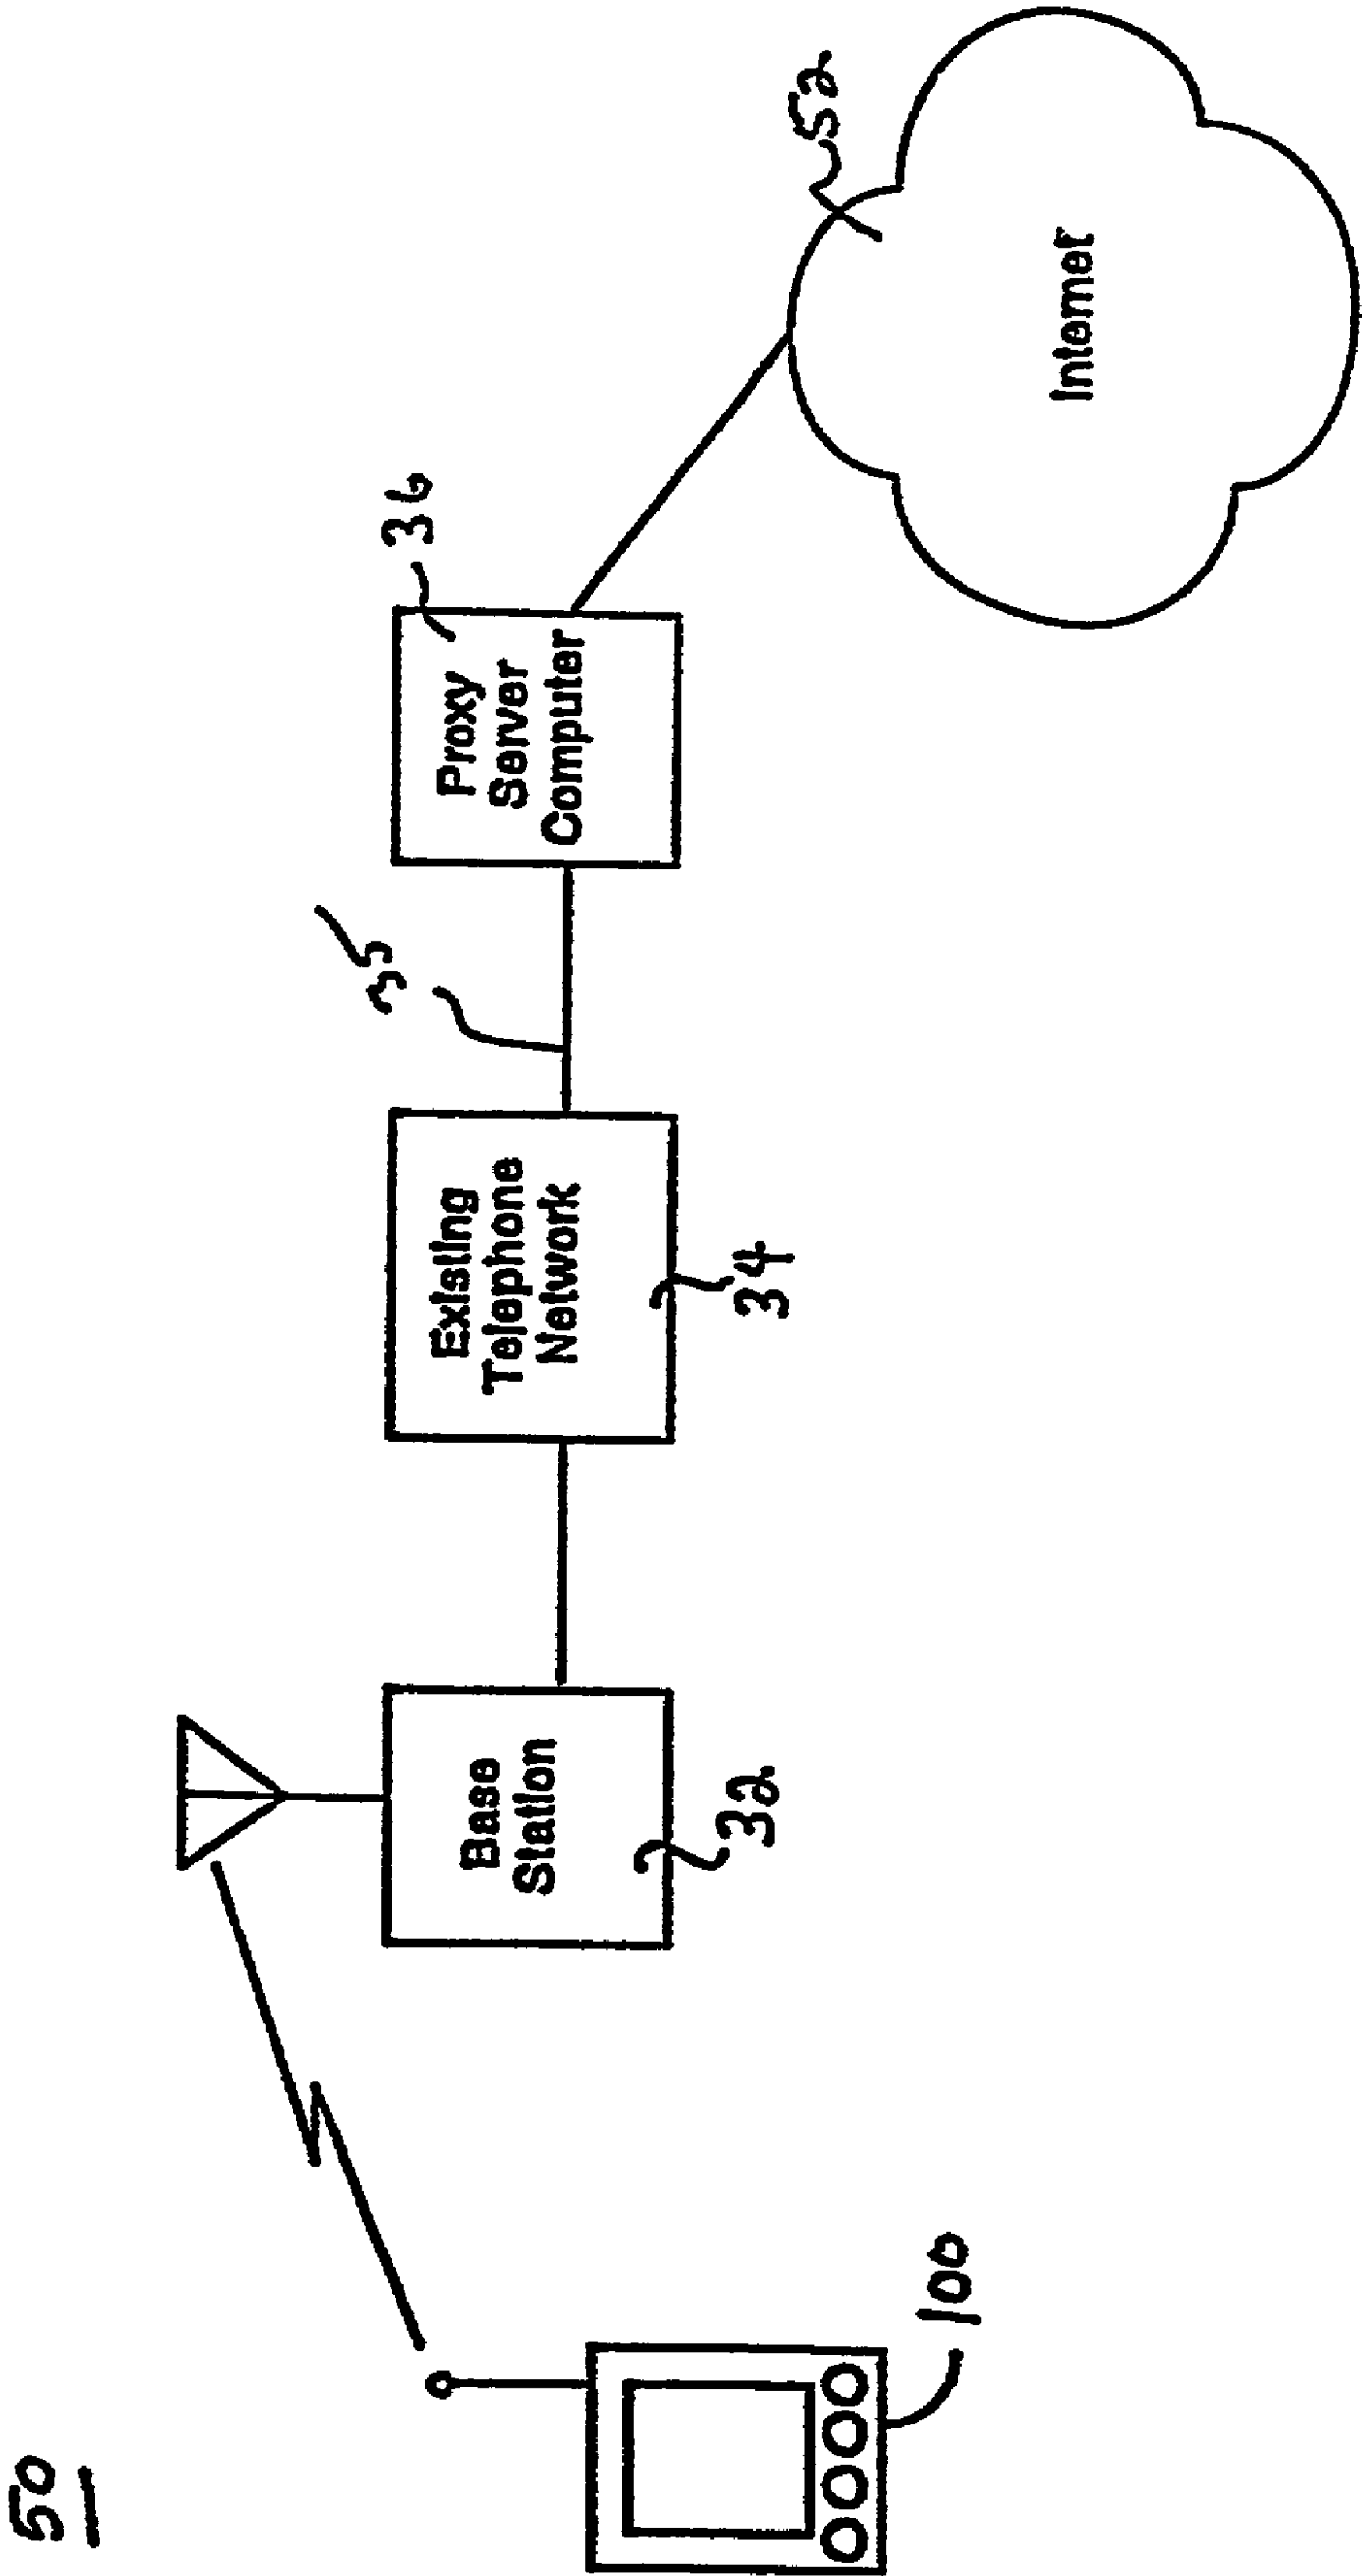 50
100
Base
Station
32
Existing
Telephone
Network
34
35
Proxy
Server
Computer
36
52
Internet